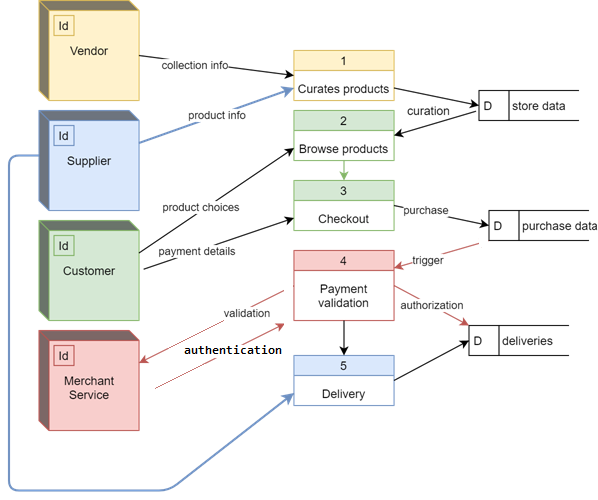 Id
Vendor
collection info
1
Curates products
D
store data
Id
Supplier
product info
curation
2
Browse products
Id
Customer
product choices
payment details
3
Checkout
purchase
D
purchase data
4
Payment
validation
trigger
authorization
validation
authentication
Id
Merchant
Service
D
deliveries
5
Delivery